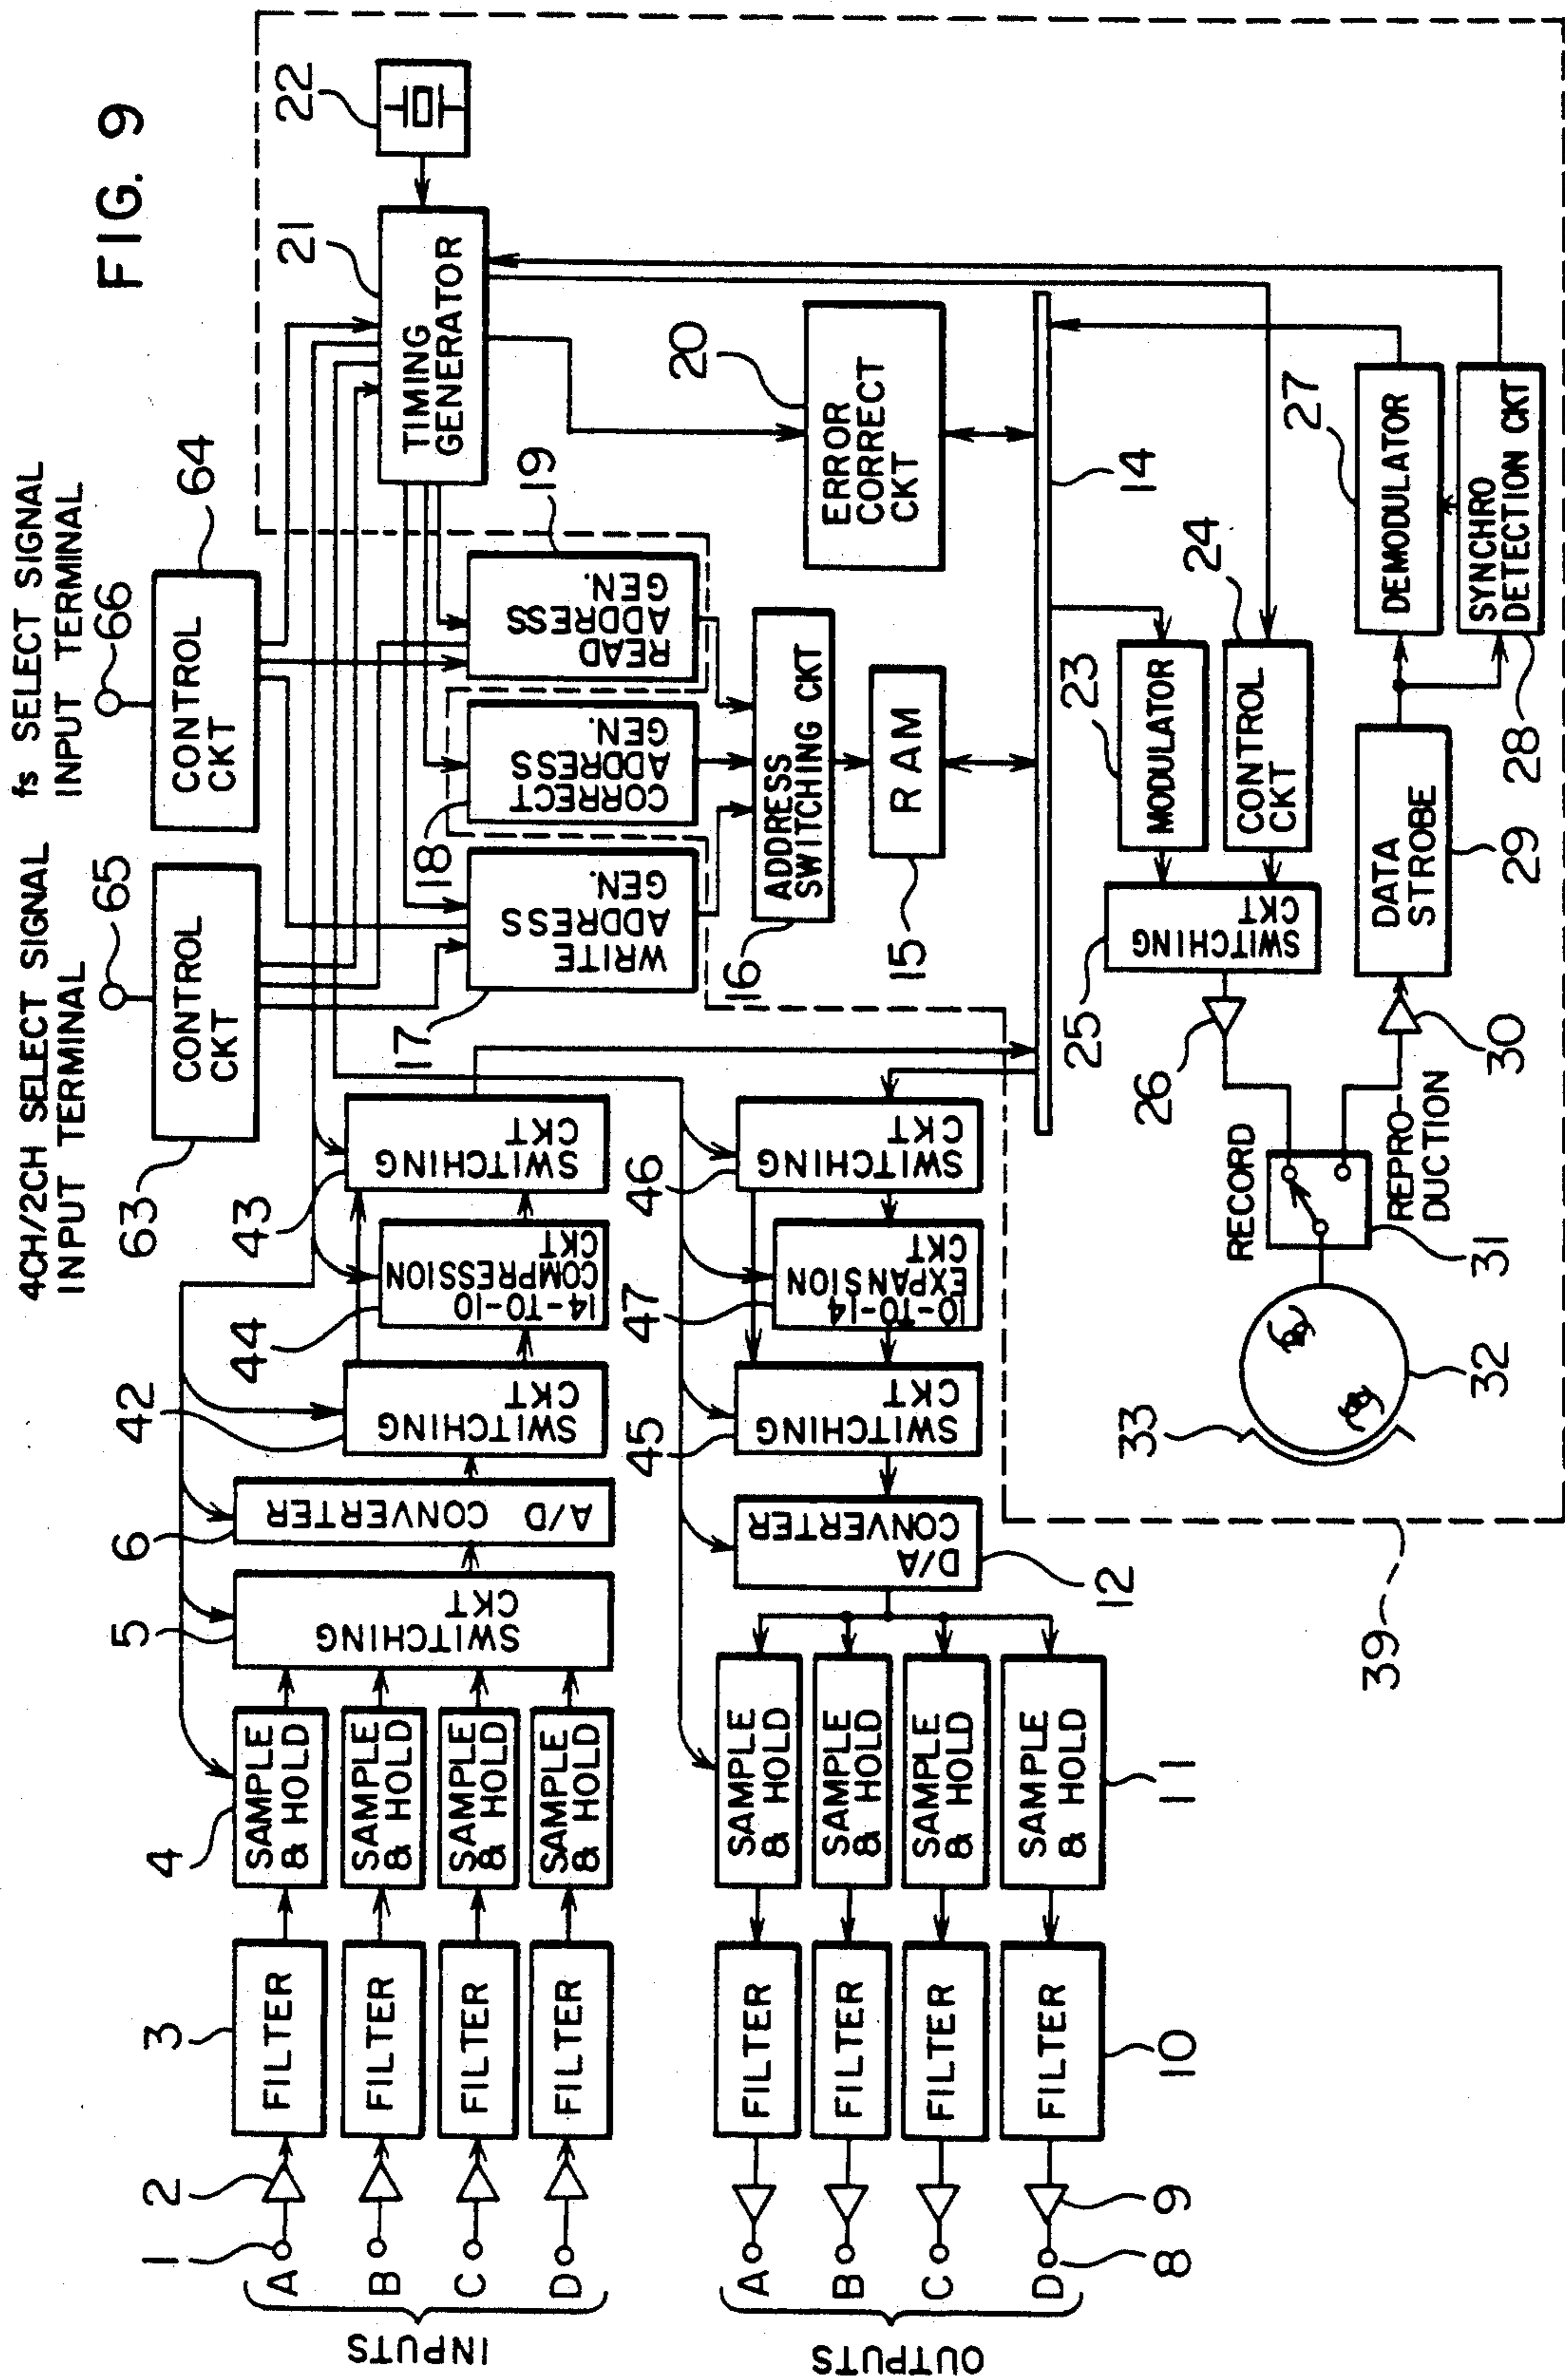 FIG. 9
4CH/2CH SELECT SIGNAL
INPUT TERMINAL
fs SELECT SIGNAL
INPUT TERMINAL
65
66
63
CONTROL
CKT
64
CONTROL
CKT
22
21
TIMING
GENERATOR
INPUTS
A
B
C
D
1
2
3
FILTER
FILTER
FILTER
FILTER
4
SAMPLE
& HOLD
SAMPLE
& HOLD
SAMPLE
& HOLD
SAMPLE
& HOLD
5
SWITCHING
CKT
6
A/D CONVERTER
42
SWITCHING
CKT
44
14-TO-10
COMPRESSION
CKT
43
SWITCHING
CKT
17
WRITE
ADDRESS
GEN.
18
CORRECT
ADDRESS
GEN.
19
READ
ADDRESS
GEN.
16
ADDRESS
SWITCHING CKT
15
RAM
20
ERROR
CORRECT
CKT
14
OUTPUTS
A
B
C
D
8
9
10
FILTER
FILTER
FILTER
FILTER
11
SAMPLE
& HOLD
SAMPLE
& HOLD
SAMPLE
& HOLD
SAMPLE
& HOLD
12
D/A
CONVERTER
45
SWITCHING
CKT
47
10-TO-14
EXPANSION
CKT
46
SWITCHING
CKT
23
MODULATOR
24
CONTROL
CKT
25
SWITCHING
CKT
26
27
DEMODULATOR
28
SYNCHRO
DETECTION CKT
29
DATA
STROBE
30
RECORD
REPRO-
DUCTION
31
32
33
39